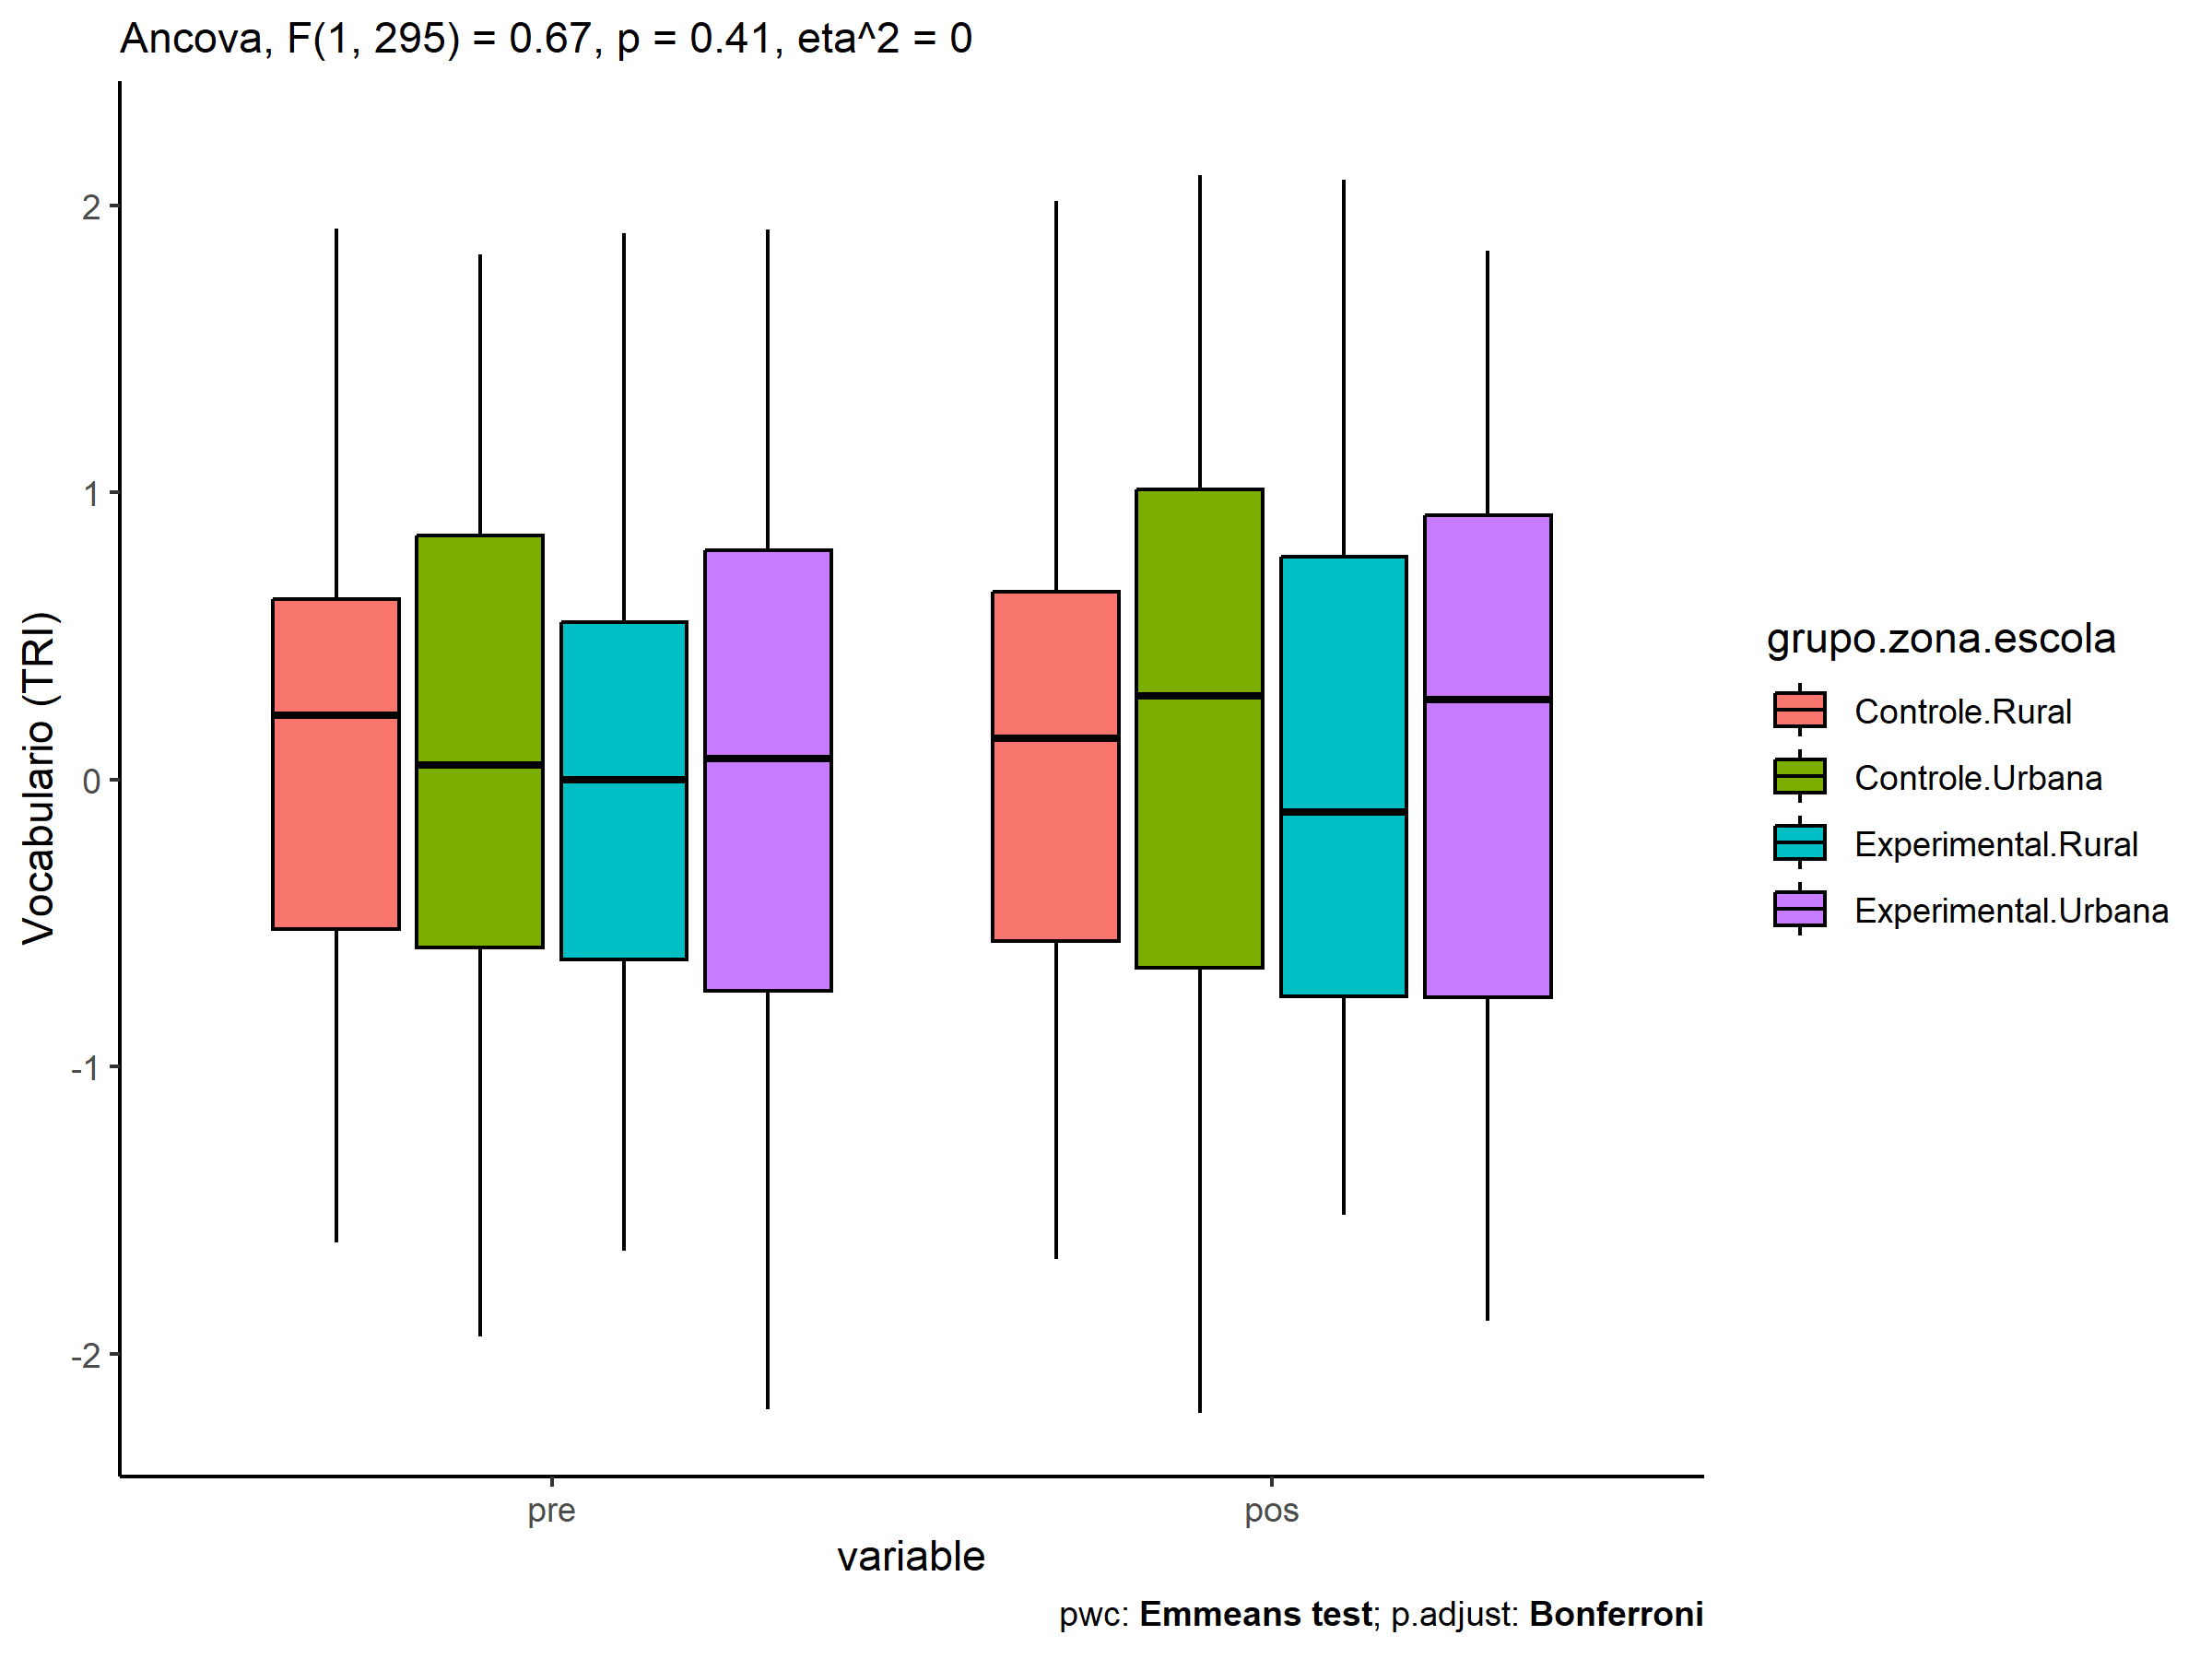 Ancova, F(1, 295) = 0.67, p = 0.41, eta^2 = 0
Vocabulario (TRI)
2
1
0
-1
-2
pre
pos
variable
grupo.zona.escola
Controle.Rural
Controle.Urbana
Experimental.Rural
Experimental.Urbana
pwc: Emmeans test; p.adjust: Bonferroni